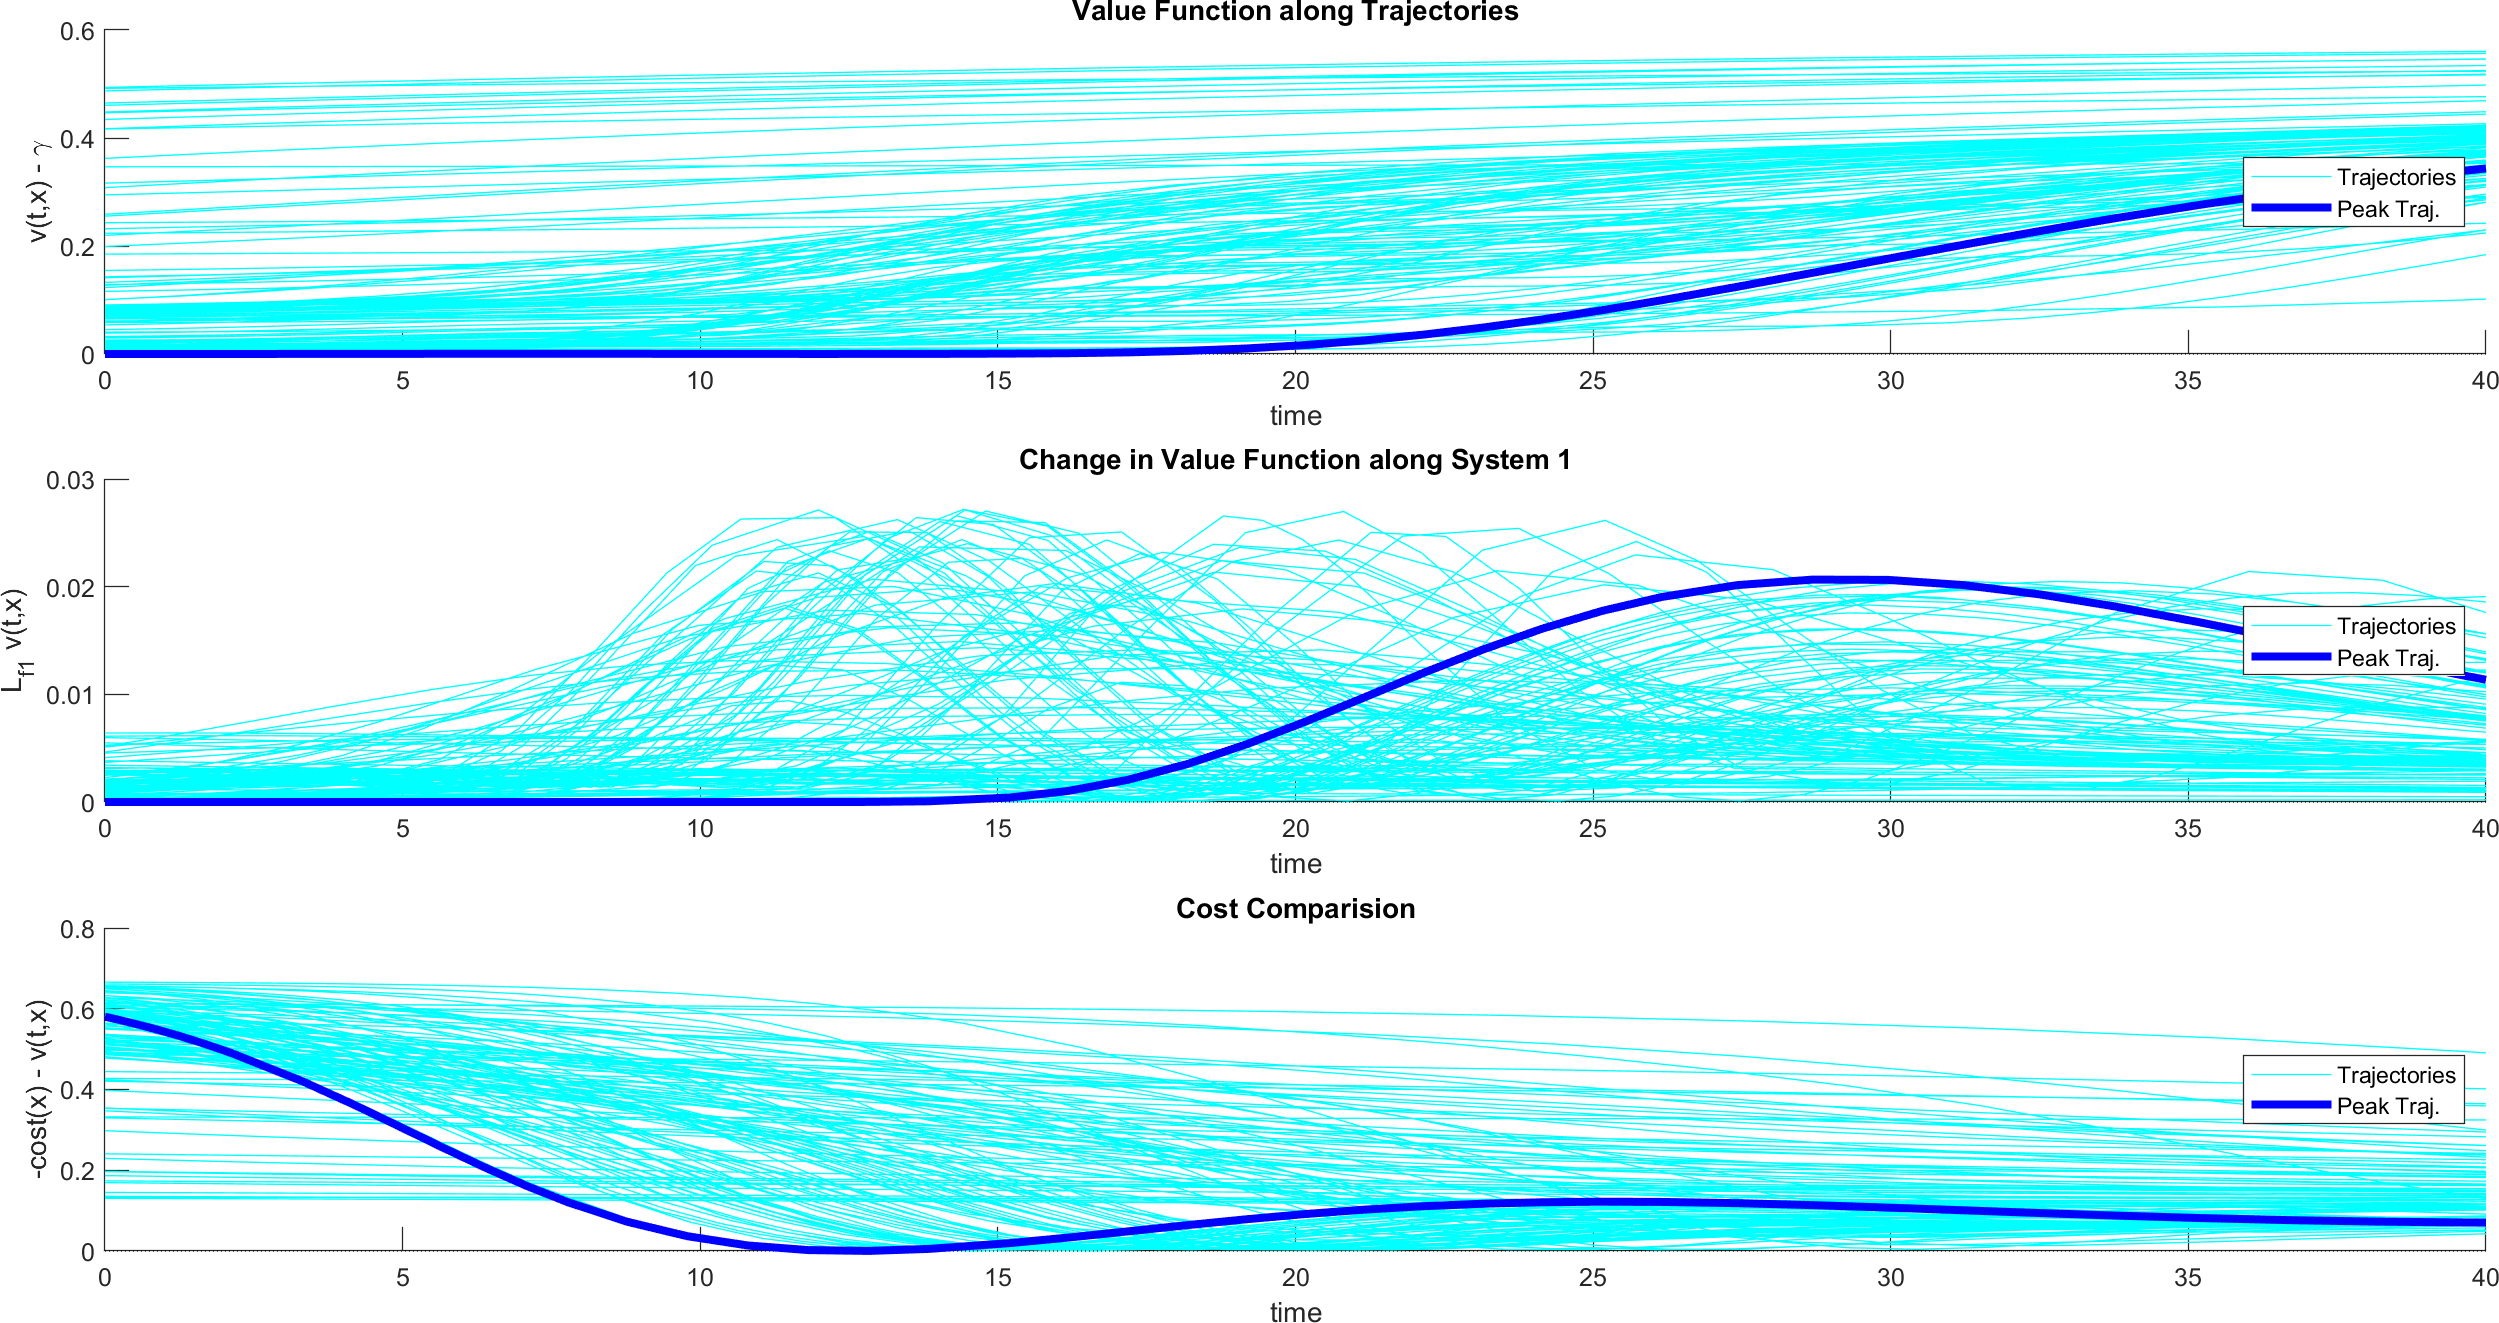 Value Function along Trajectories
0.6
0.4
0.2
0
v(t,x) - γ
Trajectories
Peak Traj.
0 5 10 15 20 25 30 35 40
time
Change in Value Function along System 1
0.03
0.02
0.01
0
L_f1 v(t,x)
Trajectories
Peak Traj.
0 5 10 15 20 25 30 35 40
time
Cost Comparision
0.8
0.6
0.4
0.2
0
-cost(x) - v(t,x)
Trajectories
Peak Traj.
0 5 10 15 20 25 30 35 40
time